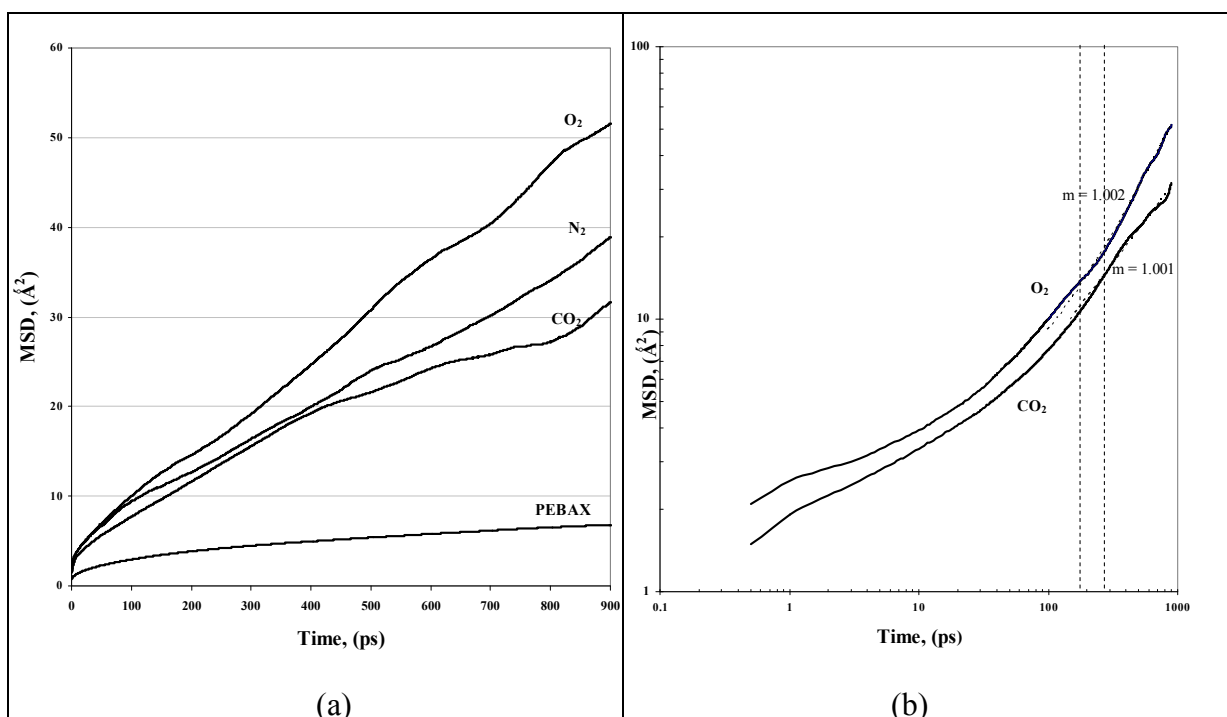 60
50
40
30
20
10
0
MSD, (Å²)
O₂
N₂
CO₂
PEBAX
0 100 200 300 400 500 600 700 800 900
Time, (ps)
(a)
100
10
1
MSD, (Å²)
m = 1.002
m = 1.001
O₂
CO₂
0.1 1 10 100 1000
Time, (ps)
(b)